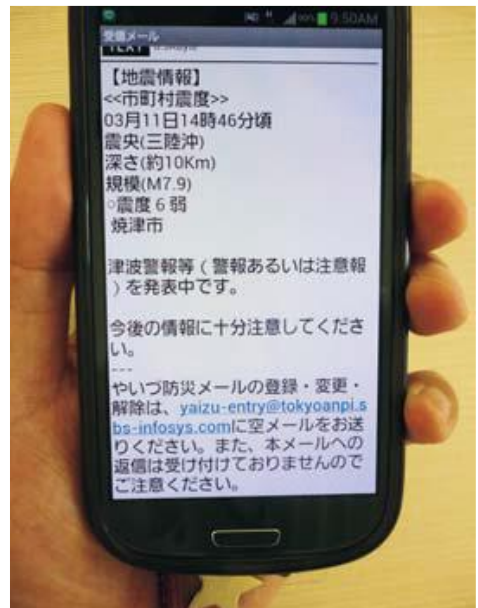 9:50AM
受信メール
TEXT
【地震情報】
<<市町村震度>>
03月11日14時46分頃
震央(三陸沖)
深さ(約10Km)
規模(M7.9)
○震度６弱
焼津市
津波警報等（警報あるいは注意報
）を発表中です。
今後の情報に十分注意してくださ
い。
---
やいづ防災メールの登録・変更・
解除は、yaizu-entry@tokyoanpi.s
bs-infosys.comに空メールをお送
りください。また、本メールへの
返信は受け付けておりませんので
ご注意ください。